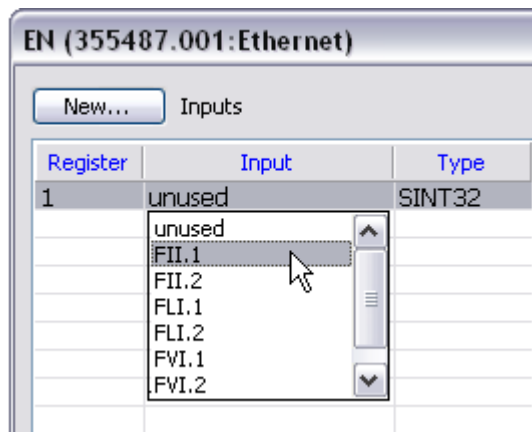 EN (355487.001:Ethernet)
New... Inputs
Register Input Type
1 unused SINT32
unused
FII.1
FII.2
FLI.1
FLI.2
FVI.1
.FVI.2